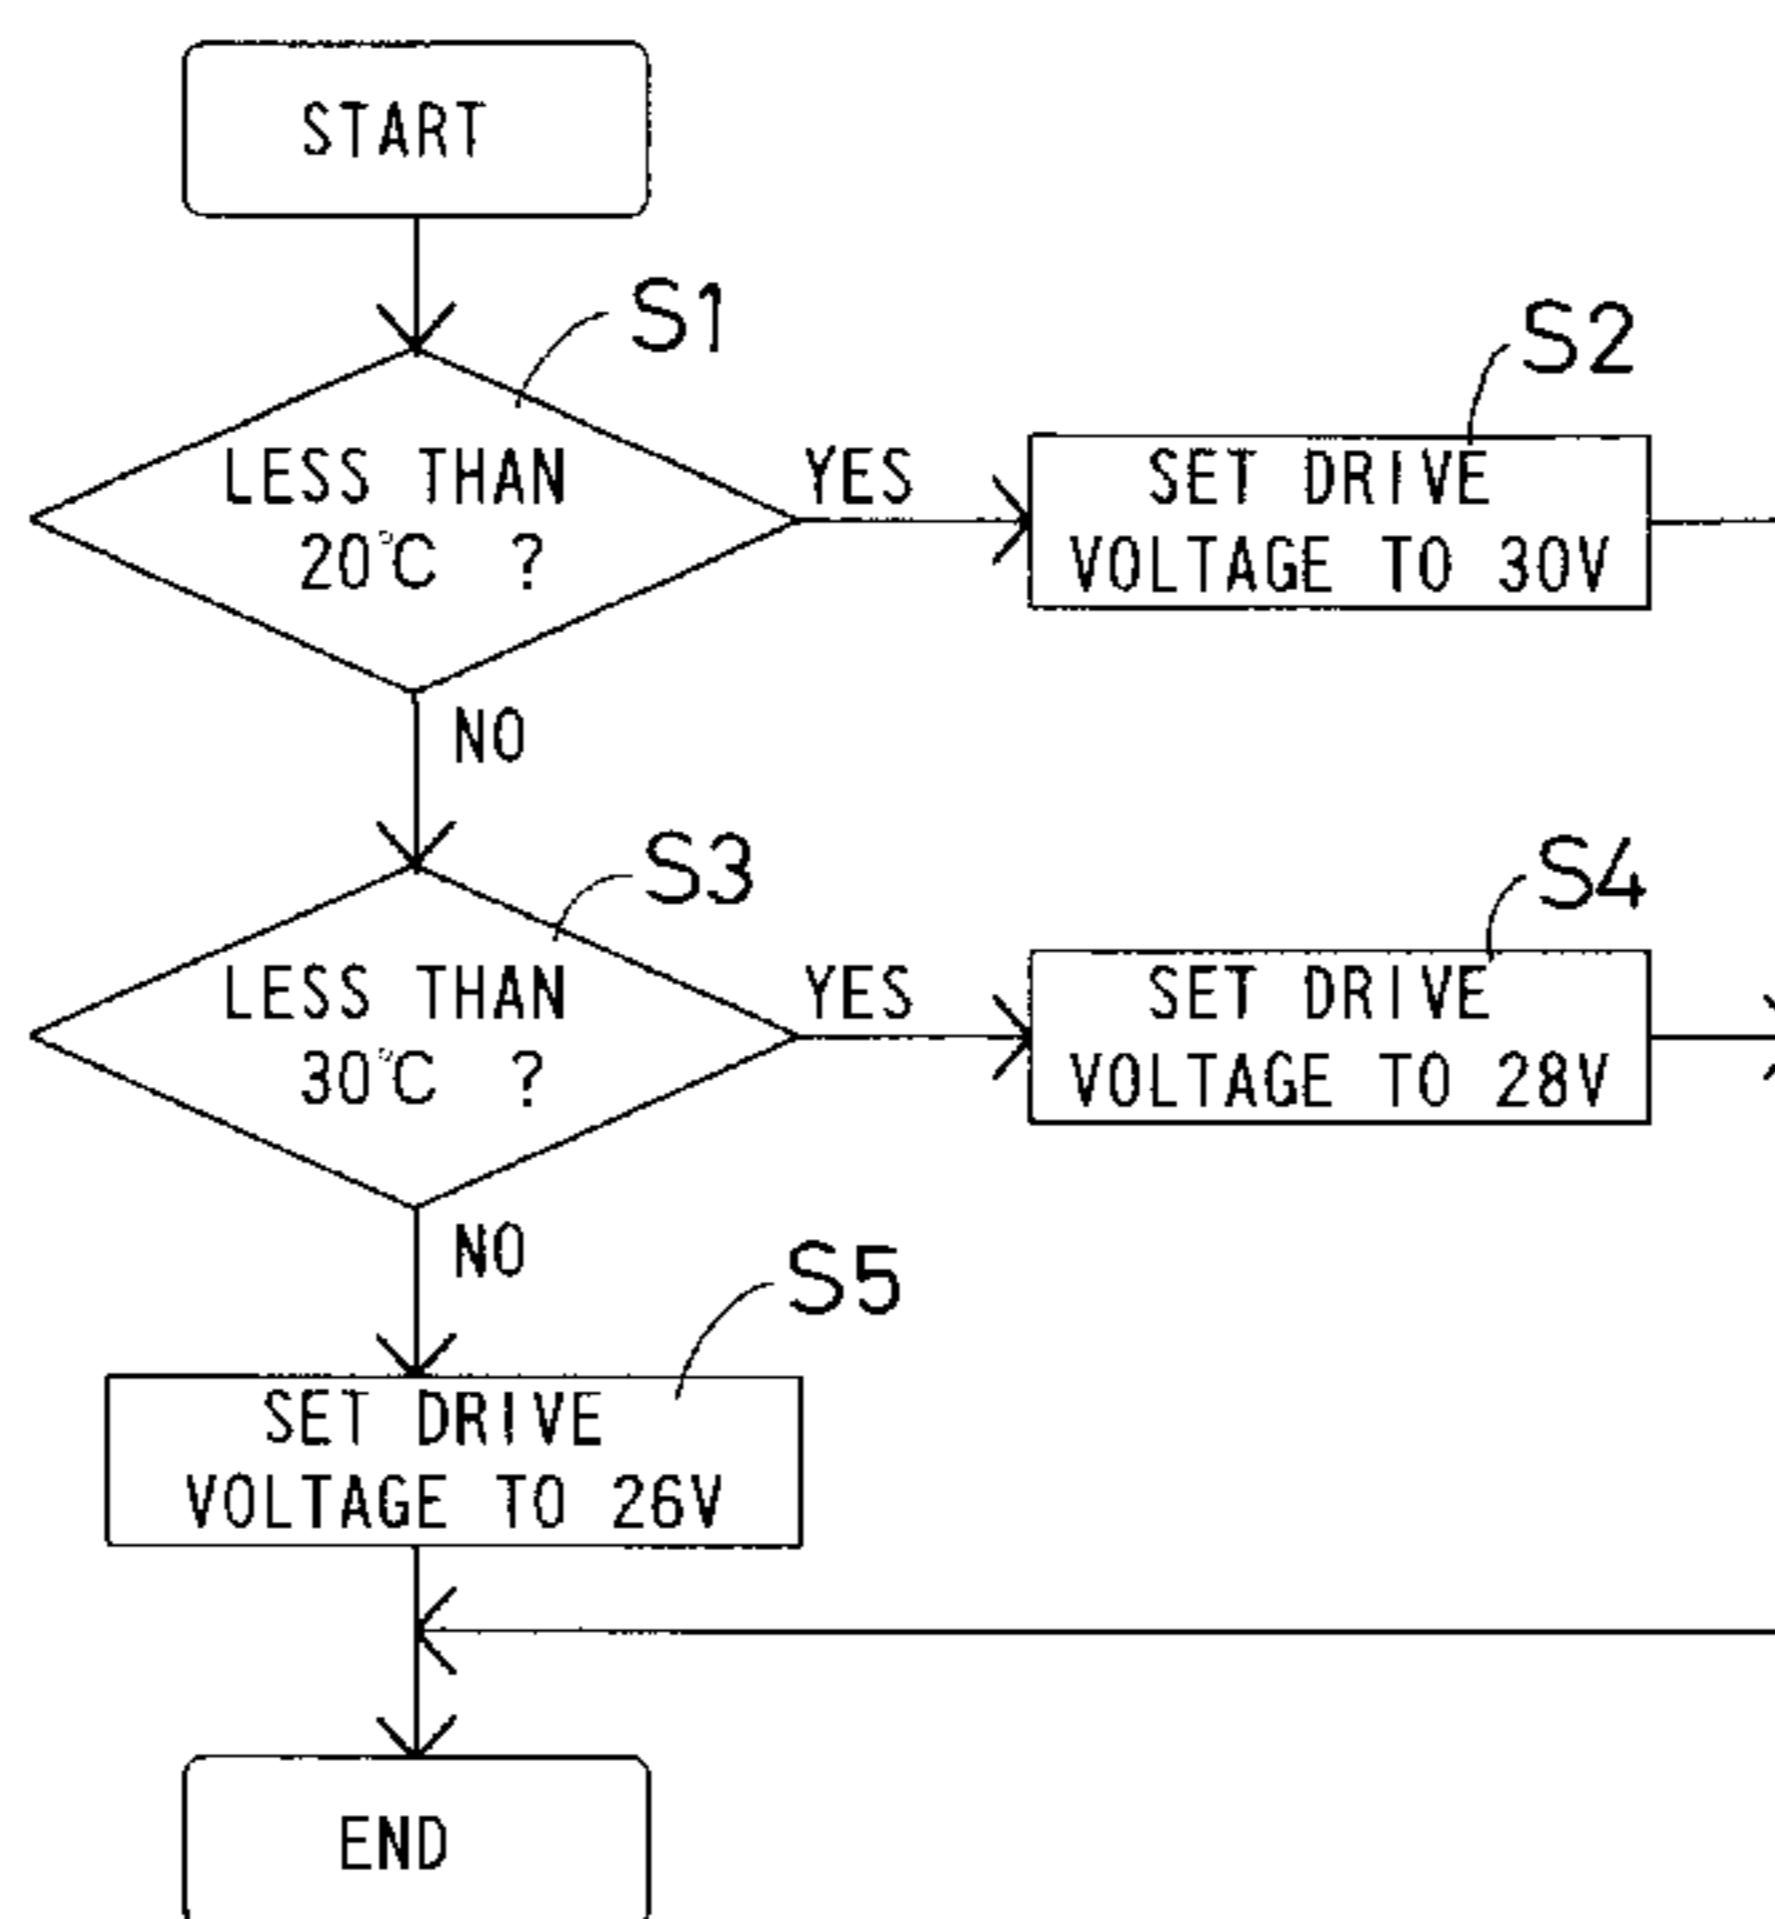 START
S1
LESS THAN
20℃ ?
YES
S2
SET DRIVE
VOLTAGE TO 30V
NO
S3
LESS THAN
30℃ ?
YES
S4
SET DRIVE
VOLTAGE TO 28V
NO
S5
SET DRIVE
VOLTAGE TO 26V
END